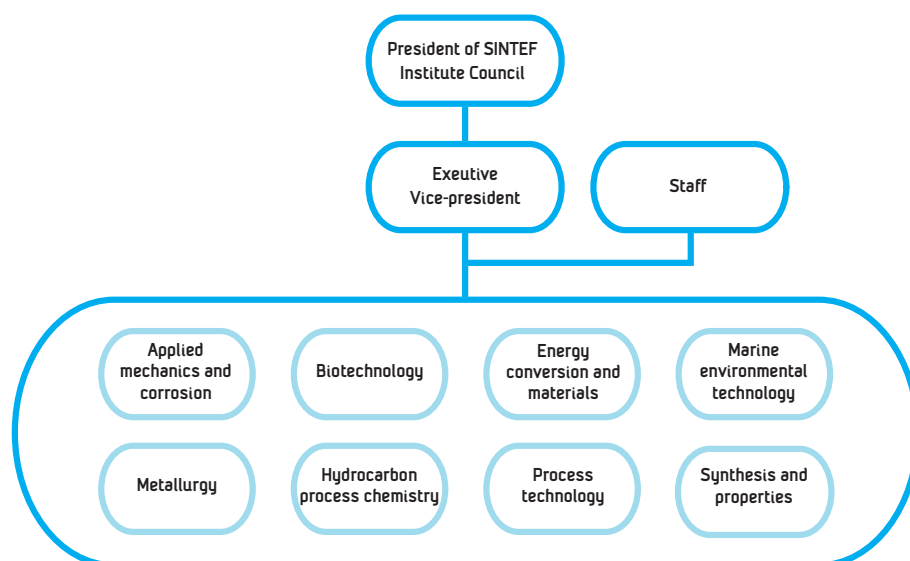 President of SINTEF
Institute Council
Exeutive
Vice-president
Staff
Applied
mechanics and
corrosion
Biotechnology
Energy
conversion and
materials
Marine
environmental
technology
Metallurgy
Hydrocarbon
process chemistry
Process
technology
Synthesis and
properties